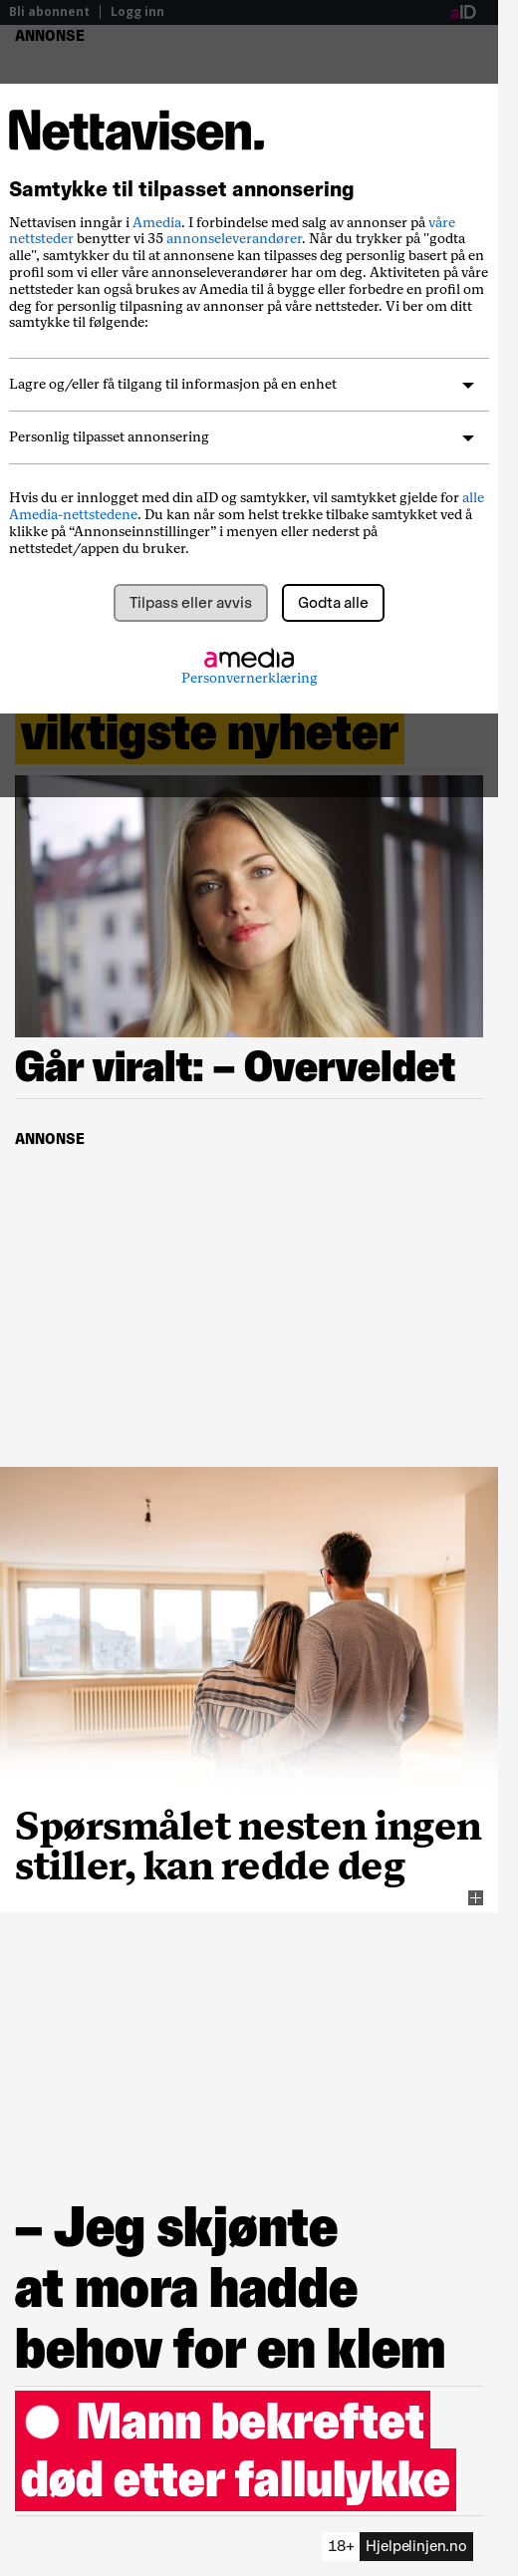 Bli abonnent | Logg inn
aID
ANNONSE
Nettavisen.
Samtykke til tilpasset annonsering
Nettavisen inngår i Amedia. I forbindelse med salg av annonser på våre
nettsteder benytter vi 35 annonseleverandører. Når du trykker på "godta
alle", samtykker du til at annonsene kan tilpasses deg personlig basert på en
profil som vi eller våre annonseleverandører har om deg. Aktiviteten på våre
nettsteder kan også brukes av Amedia til å bygge eller forbedre en profil om
deg for personlig tilpasning av annonser på våre nettsteder. Vi ber om ditt
samtykke til følgende:
Lagre og/eller få tilgang til informasjon på en enhet
Personlig tilpasset annonsering
Hvis du er innlogget med din aID og samtykker, vil samtykket gjelde for alle
Amedia-nettstedene. Du kan når som helst trekke tilbake samtykket ved å
klikke på “Annonseinnstillinger” i menyen eller nederst på
nettstedet/appen du bruker.
Tilpass eller avvis
Godta alle
amedia
Personvernerklæring
viktigste nyheter
Går viralt: – Overveldet
ANNONSE
Spørsmålet nesten ingen
stiller, kan redde deg
– Jeg skjønte
at mora hadde
behov for en klem
Mann bekreftet
død etter fallulykke
18+ Hjelpelinjen.no